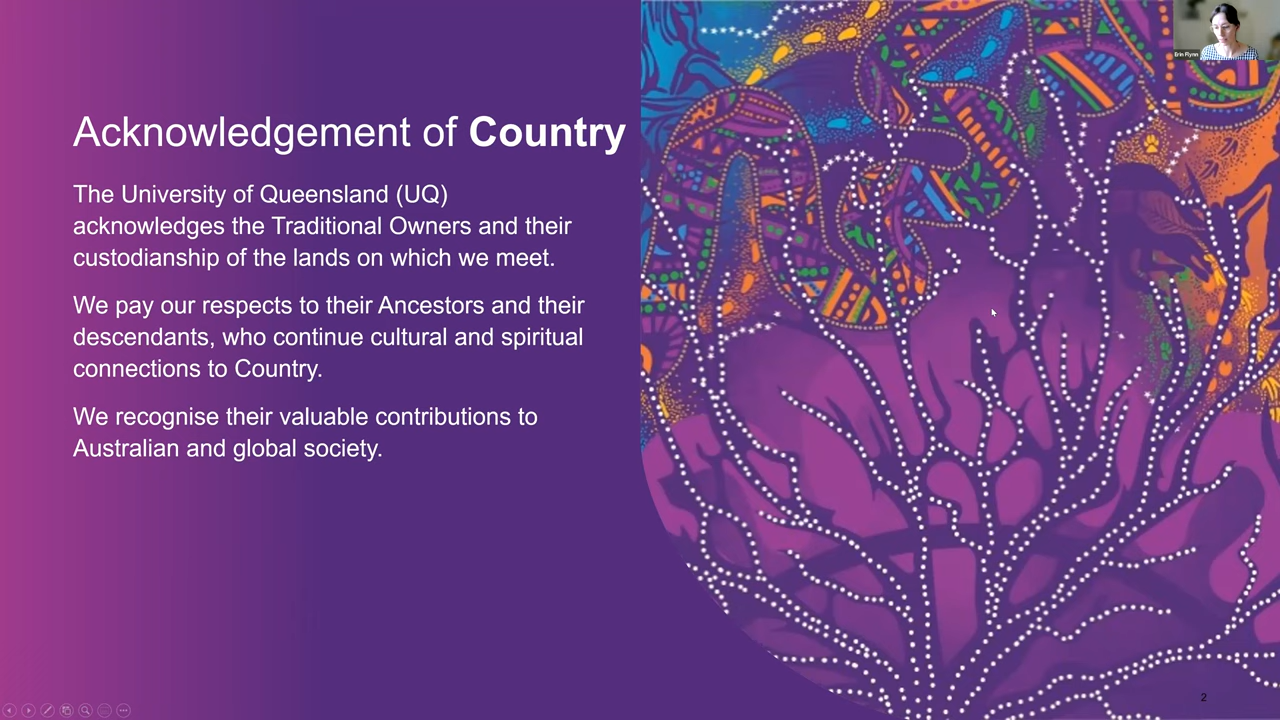 Acknowledgement of Country
The University of Queensland (UQ)
acknowledges the Traditional Owners and their
custodianship of the lands on which we meet.
We pay our respects to their Ancestors and their
descendants, who continue cultural and spiritual
connections to Country.
We recognise their valuable contributions to
Australian and global society.
Erin Flynn
2